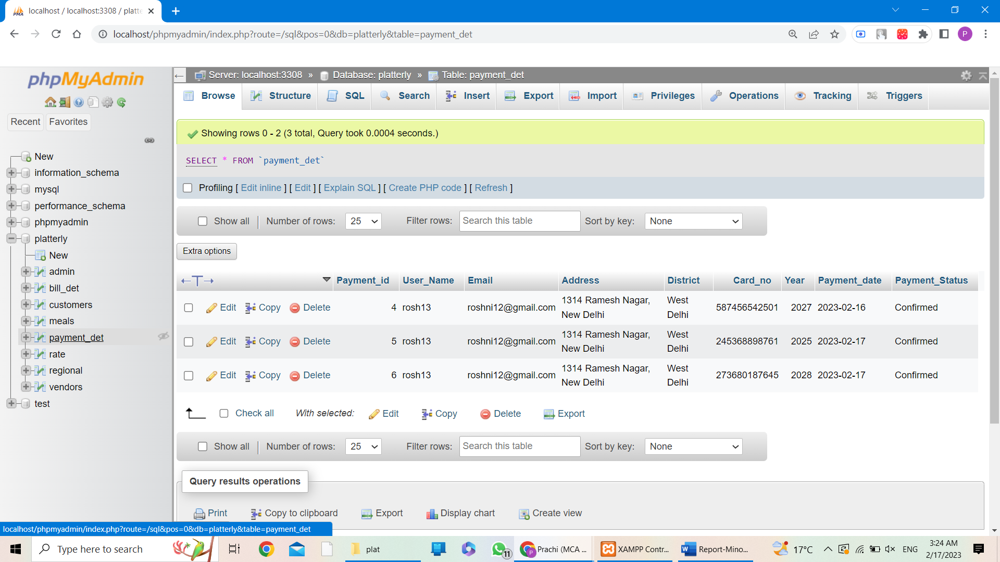 localhost / localhost:3308 / platte
localhost/phpmyadmin/index.php?route=/sql&pos=0&db=platterly&table=payment_det
P
phpMyAdmin
Recent Favorites
New
information_schema
mysql
performance_schema
phpmyadmin
platterly
New
admin
bill_det
customers
meals
payment_det
rate
regional
vendors
test
Server: localhost:3308 » Database: platterly » Table: payment_det
Browse Structure SQL Search Insert Export Import Privileges Operations Tracking Triggers
Showing rows 0 - 2 (3 total, Query took 0.0004 seconds.)
SELECT * FROM `payment_det`
Profiling [ Edit inline ] [ Edit ] [ Explain SQL ] [ Create PHP code ] [ Refresh ]
Show all | Number of rows: 25 Filter rows: Search this table Sort by key: None
Extra options
←T→ Payment_id User_Name Email Address District Card_no Year Payment_date Payment_Status
Edit Copy Delete 4 rosh13 roshni12@gmail.com 1314 Ramesh Nagar, New Delhi West Delhi 587456542501 2027 2023-02-16 Confirmed
Edit Copy Delete 5 rosh13 roshni12@gmail.com 1314 Ramesh Nagar, New Delhi West Delhi 245368898761 2025 2023-02-17 Confirmed
Edit Copy Delete 6 rosh13 roshni12@gmail.com 1314 Ramesh Nagar, New Delhi West Delhi 273680187645 2028 2023-02-17 Confirmed
Check all With selected: Edit Copy Delete Export
Show all | Number of rows: 25 Filter rows: Search this table Sort by key: None
Query results operations
Print Copy to clipboard Export Display chart Create view
localhost/phpmyadmin/index.php?route=/sql&pos=0&db=platterly&table=payment_det
Type here to search plat 11 Prachi (MCA ... XAMPP Contr... Report-Mino... 17°C ENG 3:24 AM
2/17/2023